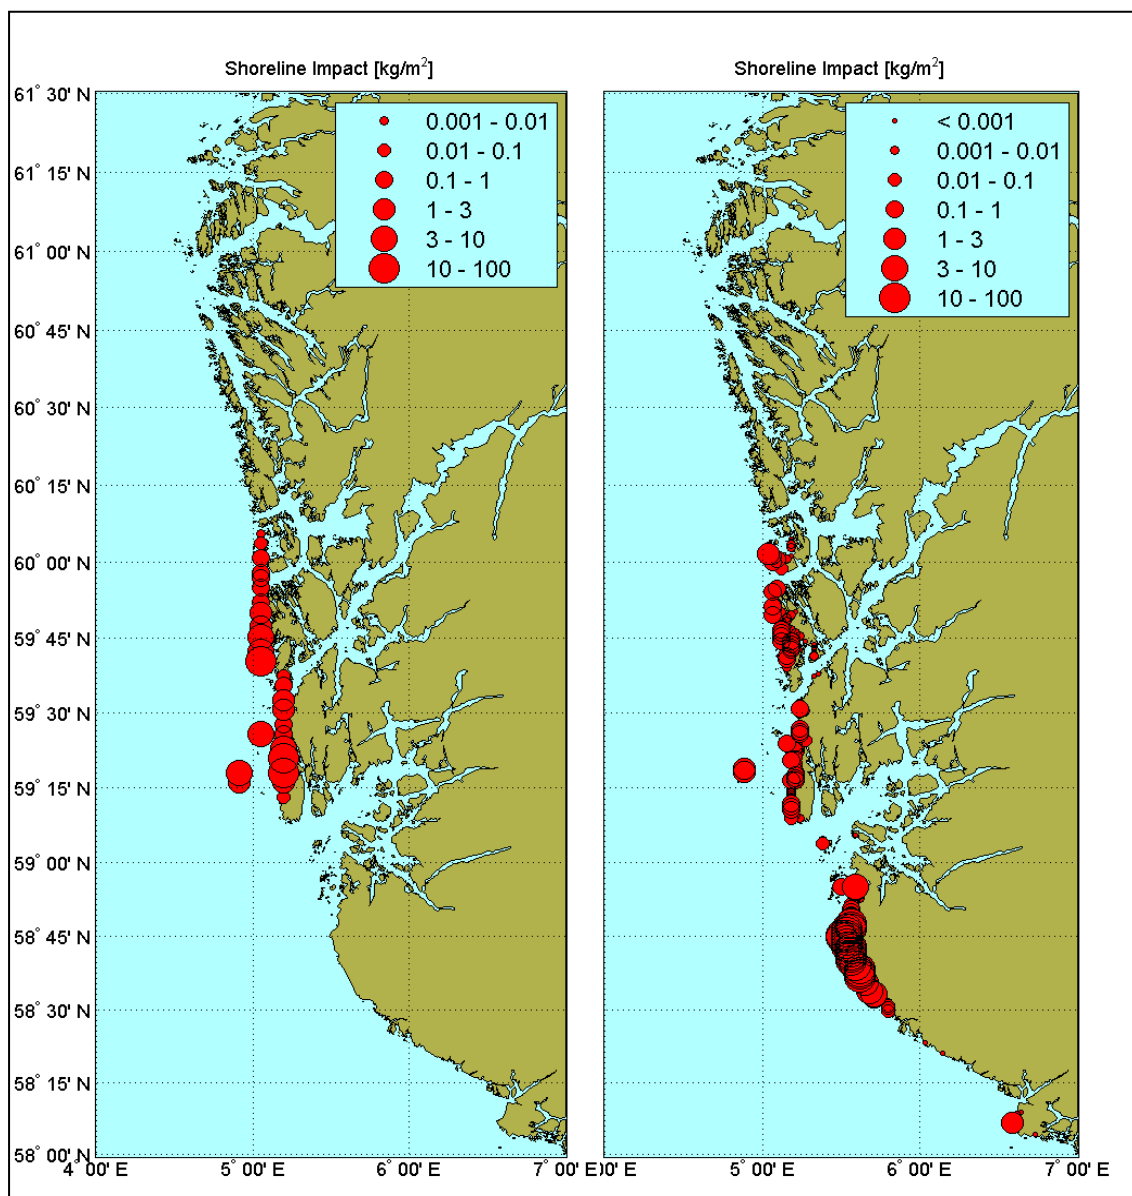 Shoreline Impact [kg/m²]
0.001 - 0.01
0.01 - 0.1
0.1 - 1
1 - 3
3 - 10
10 - 100
61° 30' N
61° 15' N
61° 00' N
60° 45' N
60° 30' N
60° 15' N
60° 00' N
59° 45' N
59° 30' N
59° 15' N
59° 00' N
58° 45' N
58° 30' N
58° 15' N
58° 00' N
4° 00' E
5° 00' E
6° 00' E
7° 00' E
Shoreline Impact [kg/m²]
< 0.001
0.001 - 0.01
0.01 - 0.1
0.1 - 1
1 - 3
3 - 10
10 - 100
00' E
5° 00' E
6° 00' E
7° 00' E